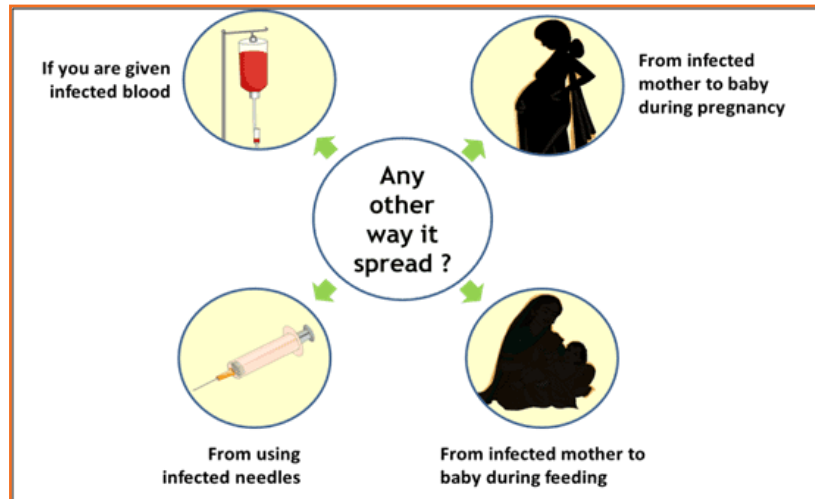 If you are given
infected blood
From infected
mother to baby
during pregnancy
Any
other
way it
spread ?
From using
infected needles
From infected mother to
baby during feeding